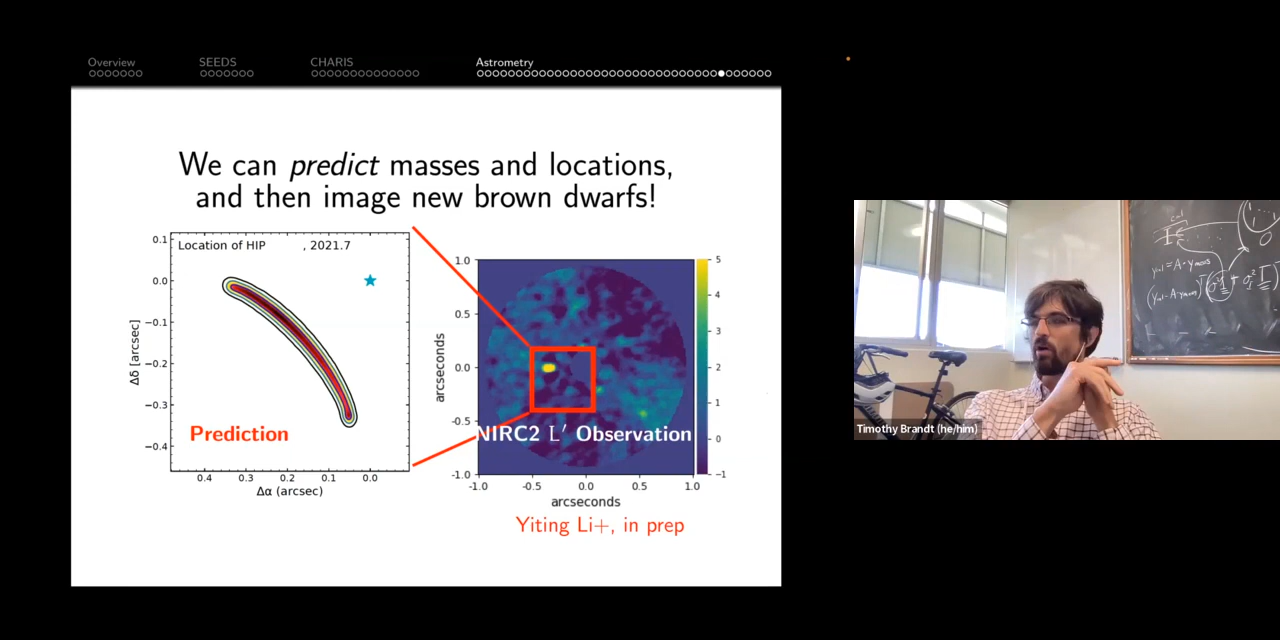 Overview SEEDS CHARIS Astrometry
We can predict masses and locations,
and then image new brown dwarfs!
Location of HIP , 2021.7
0.1
0.0
−0.1
−0.2
−0.3
−0.4
Δδ [arcsec]
0.4 0.3 0.2 0.1 0.0
Δα (arcsec)
Prediction
1.0
0.5
0.0
-0.5
-1.0
arcseconds
-1.0 -0.5 0.0 0.5 1.0
arcseconds
NIRC2 L′ Observation
5
4
3
2
1
0
−1
Yiting Li+, in prep
Timothy Brandt (he/him)